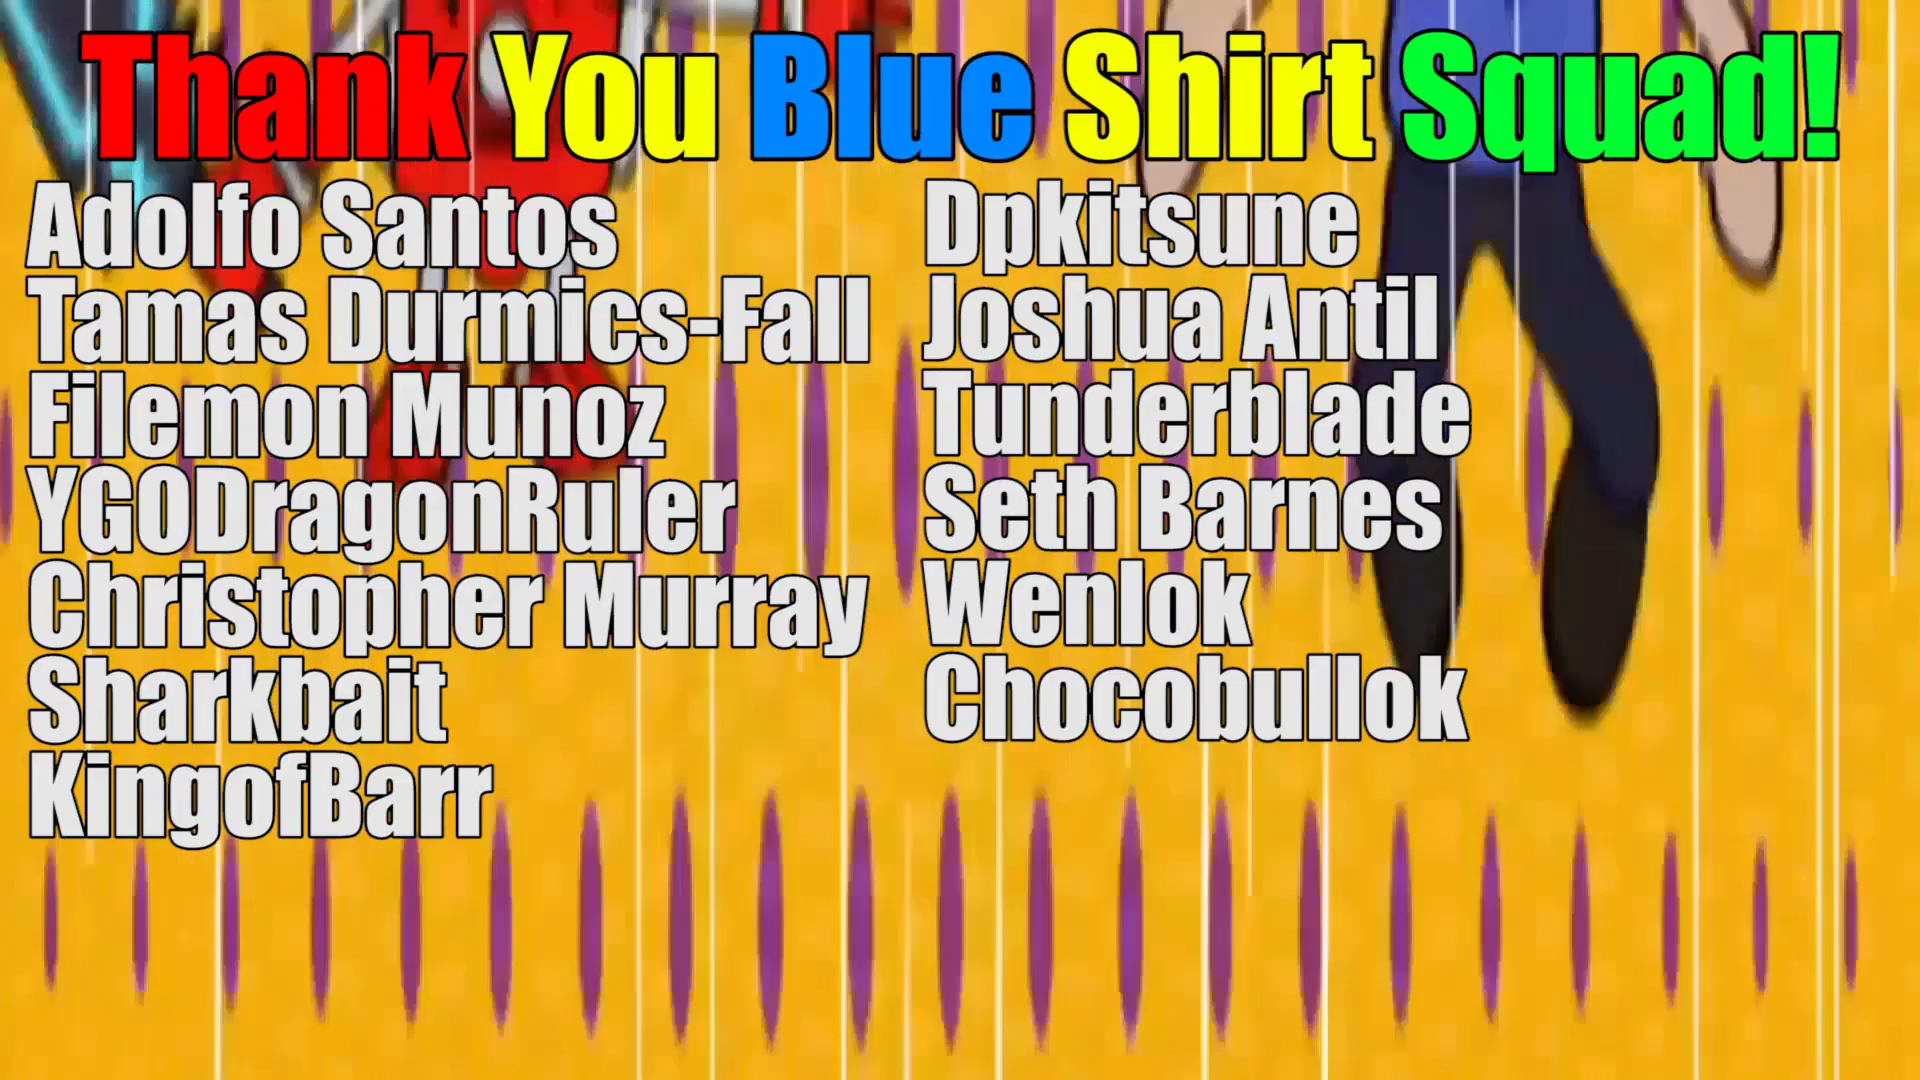 Thank You Blue Shirt Squad!
Adolfo Santos
Tamas Durmics-Fall
Filemon Munoz
YGODragonRuler
Christopher Murray
Sharkbait
KingofBarr
Dpkitsune
Joshua Antil
Tunderblade
Seth Barnes
Wenlok
Chocobullok